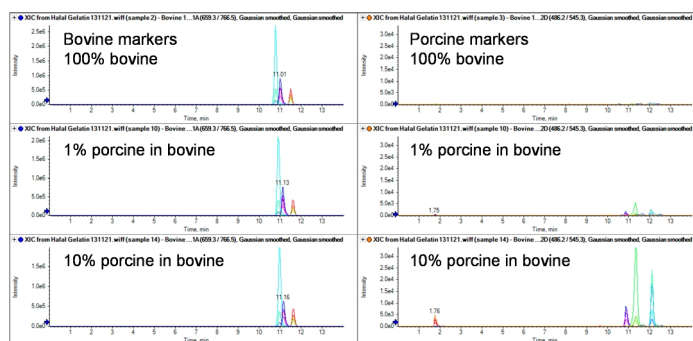 XIC from Halal Gelatin 131121.wiff (sample 2) - Bovine 1...1A (659.3 / 766.5), Gaussian smoothed, Gaussian smoothed
Bovine markers
100% bovine
Intensity
2.5e6
2.0e6
1.5e6
1.0e6
5.0e5
0.0e0
11.01
1 2 3 4 5 6 7 8 9 10 11 12 13
Time, min
XIC from Halal Gelatin 131121.wiff (sample 3) - Bovine 1...2D (486.2 / 545.3), Gaussian smoothed, Gaussian smoothed
Porcine markers
100% bovine
Intensity
3.0e4
2.5e4
2.0e4
1.5e4
1.0e4
5.0e3
0.0e0
1 2 3 4 5 6 7 8 9 10 11 12 13
Time, min
XIC from Halal Gelatin 131121.wiff (sample 10) - Bovine ...1A (659.3 / 766.5), Gaussian smoothed, Gaussian smoothed
1% porcine in bovine
Intensity
2.0e6
1.5e6
1.0e6
5.0e5
0.0e0
11.13
1 2 3 4 5 6 7 8 9 10 11 12 13
Time, min
XIC from Halal Gelatin 131121.wiff (sample 10) - Bovine ...2D (486.2 / 545.3), Gaussian smoothed, Gaussian smoothed
1% porcine in bovine
Intensity
3.0e4
2.5e4
2.0e4
1.5e4
1.0e4
5.0e3
0.0e0
1.75
1 2 3 4 5 6 7 8 9 10 11 12 13
Time, min
XIC from Halal Gelatin 131121.wiff (sample 14) - Bovine ...1A (659.3 / 766.5), Gaussian smoothed, Gaussian smoothed
10% porcine in bovine
Intensity
1.5e6
1.0e6
5.0e5
0.0e0
11.16
1 2 3 4 5 6 7 8 9 10 11 12 13
Time, min
XIC from Halal Gelatin 131121.wiff (sample 14) - Bovine ...2D (486.2 / 545.3), Gaussian smoothed, Gaussian smoothed
10% porcine in bovine
Intensity
3.0e4
2.5e4
2.0e4
1.5e4
1.0e4
5.0e3
0.0e0
1.76
1 2 3 4 5 6 7 8 9 10 11 12 13
Time, min